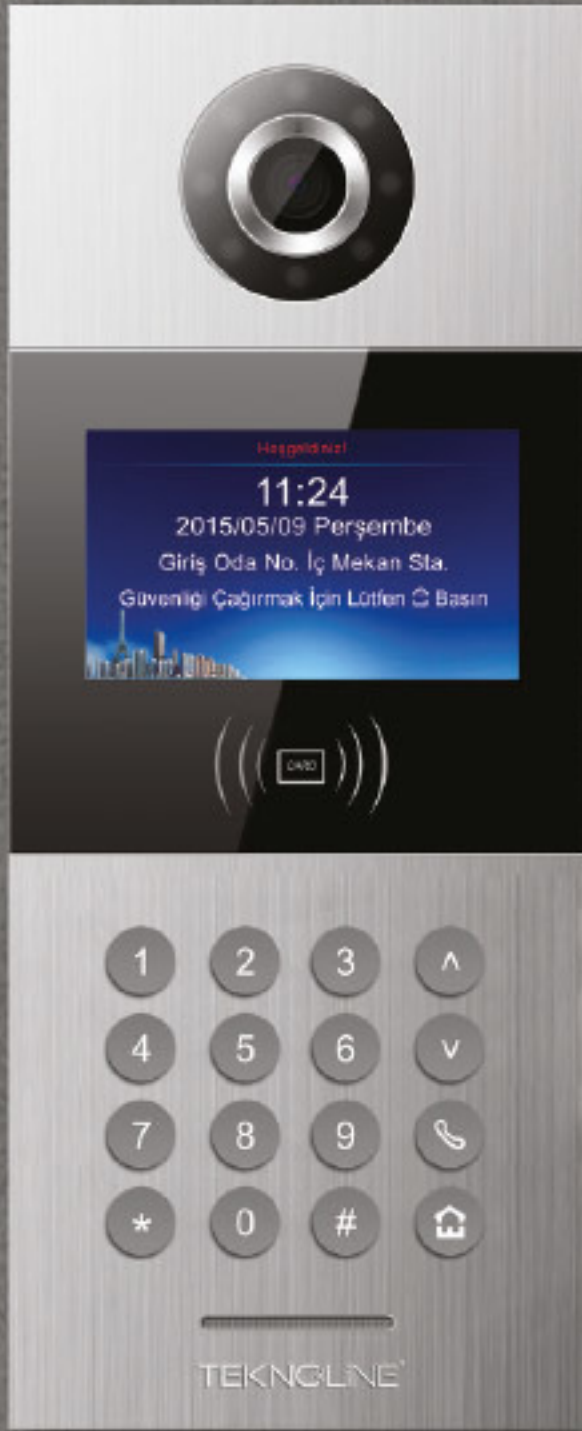 Hoşgeldiniz!
11:24
2015/05/09 Perşembe
Giriş Oda No. İç Mekan Sta.
Güvenliği Çağırmak İçin Lütfen Basın
CARD
1 2 3 ʌ
4 5 6 v
7 8 9
* 0 #
TEKNOLINE